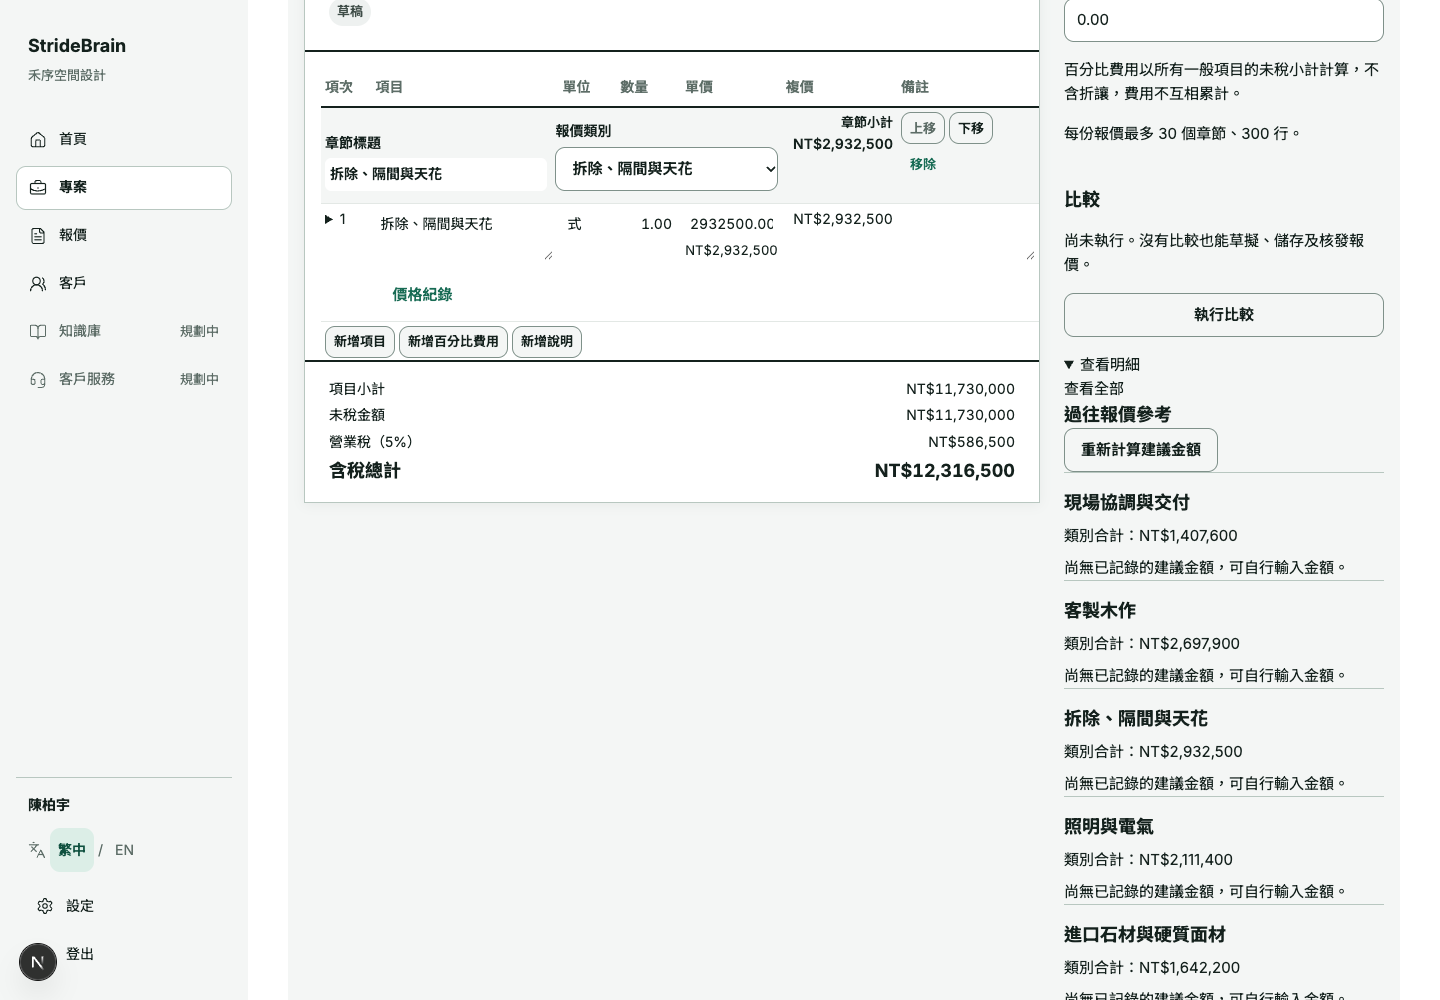 StrideBrain
禾序空間設計
首頁
專案
報價
客戶
知識庫 規劃中
客戶服務 規劃中
陳柏宇
繁中 / EN
設定
登出
草稿
項次 項目 單位 數量 單價 複價 備註
章節標題
拆除、隔間與天花
報價類別
拆除、隔間與天花
章節小計
NT$2,932,500
上移 下移
移除
1 拆除、隔間與天花 式 1.00 2932500.00 NT$2,932,500
NT$2,932,500
價格紀錄
新增項目 新增百分比費用 新增說明
項目小計 NT$11,730,000
未稅金額 NT$11,730,000
營業稅（5%） NT$586,500
含稅總計 NT$12,316,500
0.00
百分比費用以所有一般項目的未稅小計計算，不
含折讓，費用不互相累計。
每份報價最多 30 個章節、300 行。
比較
尚未執行。沒有比較也能草擬、儲存及核發報
價。
執行比較
查看明細
查看全部
過往報價參考
重新計算建議金額
現場協調與交付
類別合計：NT$1,407,600
尚無已記錄的建議金額，可自行輸入金額。
客製木作
類別合計：NT$2,697,900
尚無已記錄的建議金額，可自行輸入金額。
拆除、隔間與天花
類別合計：NT$2,932,500
尚無已記錄的建議金額，可自行輸入金額。
照明與電氣
類別合計：NT$2,111,400
尚無已記錄的建議金額，可自行輸入金額。
進口石材與硬質面材
類別合計：NT$1,642,200
尚無已記錄的建議金額，可自行輸入金額。